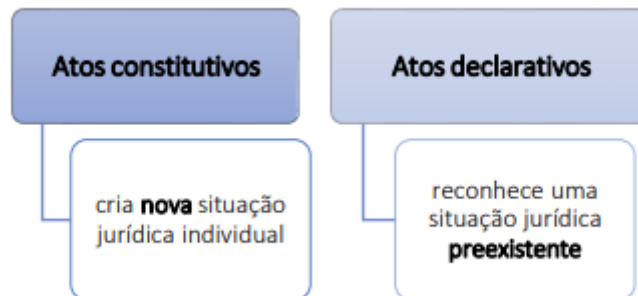 Atos constitutivos
cria nova situação
jurídica individual
Atos declarativos
reconhece uma
situação jurídica
preexistente